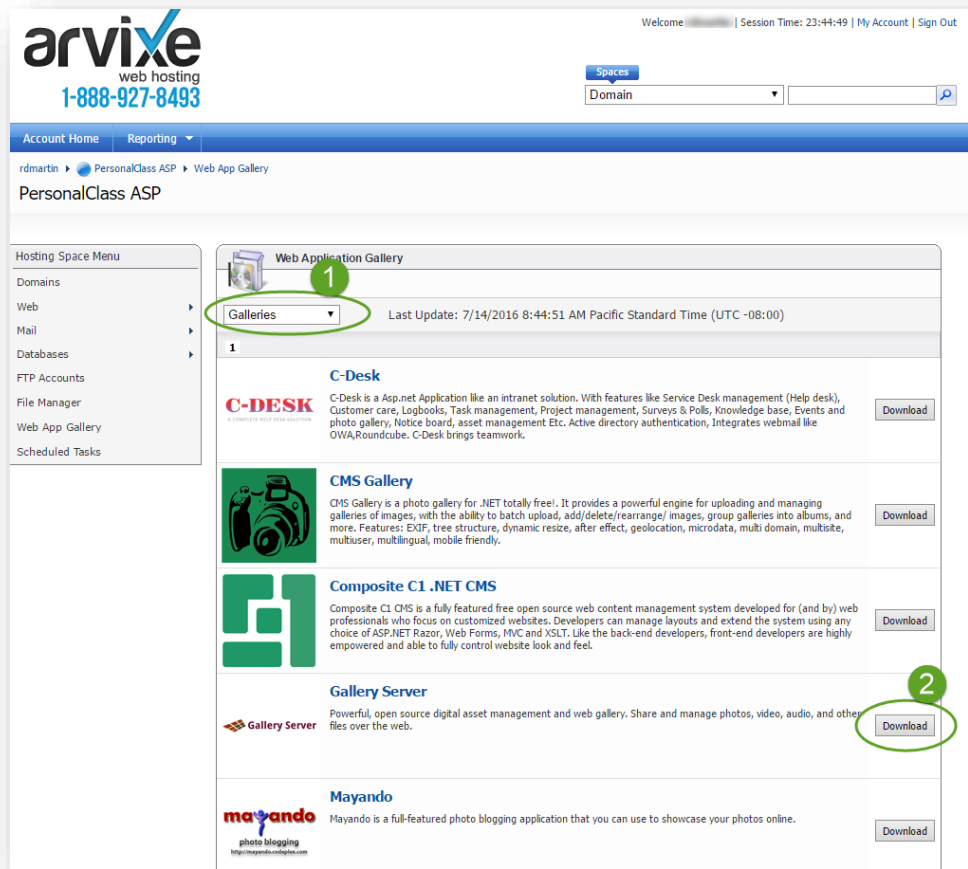 arvixe
web hosting
1-888-927-8493
Welcome | Session Time: 23:44:49 | My Account | Sign Out
Spaces
Domain
Account Home Reporting
rdmartin PersonalClass ASP Web App Gallery
PersonalClass ASP
Hosting Space Menu
Domains
Web
Mail
Databases
FTP Accounts
File Manager
Web App Gallery
Scheduled Tasks
Web Application Gallery
1
Galleries Last Update: 7/14/2016 8:44:51 AM Pacific Standard Time (UTC -08:00)
1
C-DESK
A COMPLETE HELP DESK SOLUTION
C-Desk
C-Desk is a Asp.net Application like an intranet solution. With features like Service Desk management (Help desk),
Customer care, Logbooks, Task management, Project management, Surveys & Polls, Knowledge base, Events and
photo gallery, Notice board, asset management Etc. Active directory authentication, Integrates webmail like
OWA,Roundcube. C-Desk brings teamwork.
Download
CMS Gallery
CMS Gallery is a photo gallery for .NET totally free!. It provides a powerful engine for uploading and managing
galleries of images, with the ability to batch upload, add/delete/rearrange/ images, group galleries into albums, and
more. Features: EXIF, tree structure, dynamic resize, after effect, geolocation, microdata, multi domain, multisite,
multiuser, multilingual, mobile friendly.
Download
Composite C1 .NET CMS
Composite C1 CMS is a fully featured free open source web content management system developed for (and by) web
professionals who focus on customized websites. Developers can manage layouts and extend the system using any
choice of ASP.NET Razor, Web Forms, MVC and XSLT. Like the back-end developers, front-end developers are highly
empowered and able to fully control website look and feel.
Download
Gallery Server
Gallery Server
Powerful, open source digital asset management and web gallery. Share and manage photos, video, audio, and other
files over the web.
2
Download
mayando
photo blogging
http://mayando.codeplex.com
Mayando
Mayando is a full-featured photo blogging application that you can use to showcase your photos online.
Download